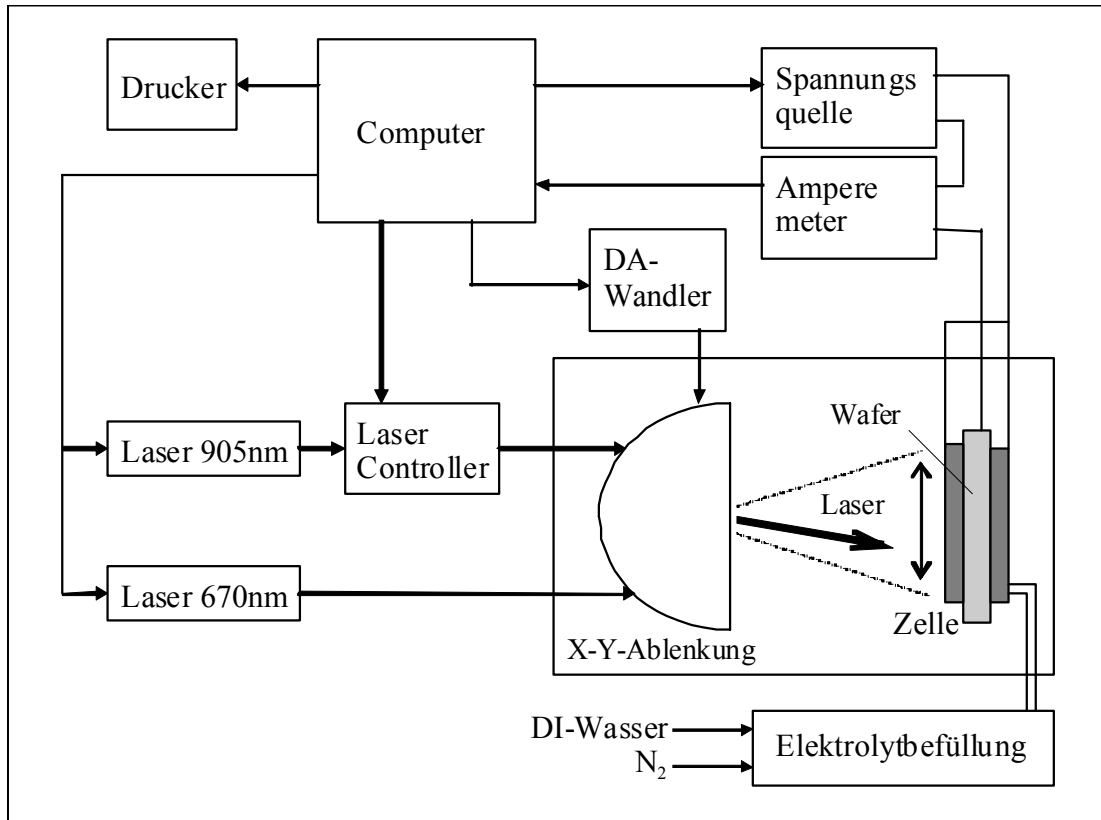 Drucker
Computer
Spannungs
quelle
Ampere
meter
DA-
Wandler
Wafer
Laser 905nm
Laser
Controller
Laser
Laser 670nm
Zelle
X-Y-Ablenkung
DI-Wasser
N₂
Elektrolytbefüllung